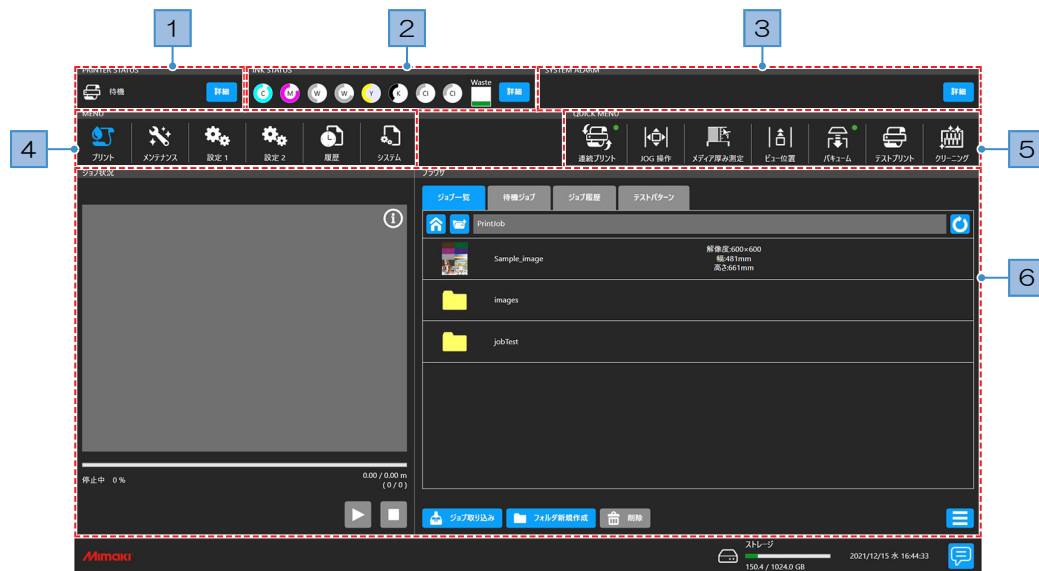 1
2
3
PRINTER STATUS
INK STATUS
SYSTEM ALARM
待機
詳細
C
M
W
W
Y
K
Cl
Cl
Waste
詳細
詳細
4
MENU
QUICK MENU
プリント
メンテナンス
設定 1
設定 2
履歴
システム
連続プリント
JOG 操作
メディア厚み測定
ビュー位置
バキューム
テストプリント
クリーニング
5
ジョブ状況
ブラウザ
ジョブ一覧
待機ジョブ
ジョブ履歴
テストパターン
PrintJob
Sample_image
解像度:600×600
幅:481mm
高さ:661mm
6
images
jobTest
停止中 0 %
0.00 / 0.00 m
( 0 / 0 )
ジョブ取り込み
フォルダ新規作成
削除
Mimaki
ストレージ
150.4 / 1024.0 GB
2021/12/15 水 16:44:33